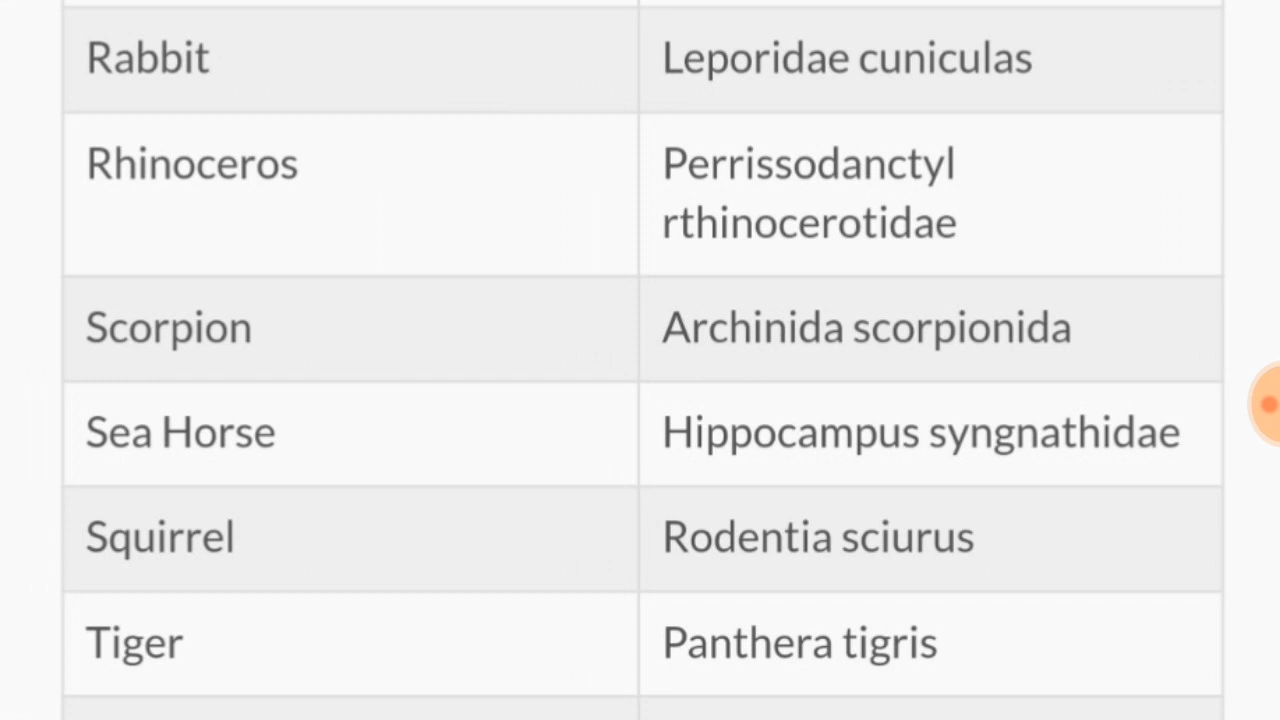 Rabbit Leporidae cuniculas
Rhinoceros Perrissodanctyl
rthinocerotidae
Scorpion Archinida scorpionida
Sea Horse Hippocampus syngnathidae
Squirrel Rodentia sciurus
Tiger Panthera tigris